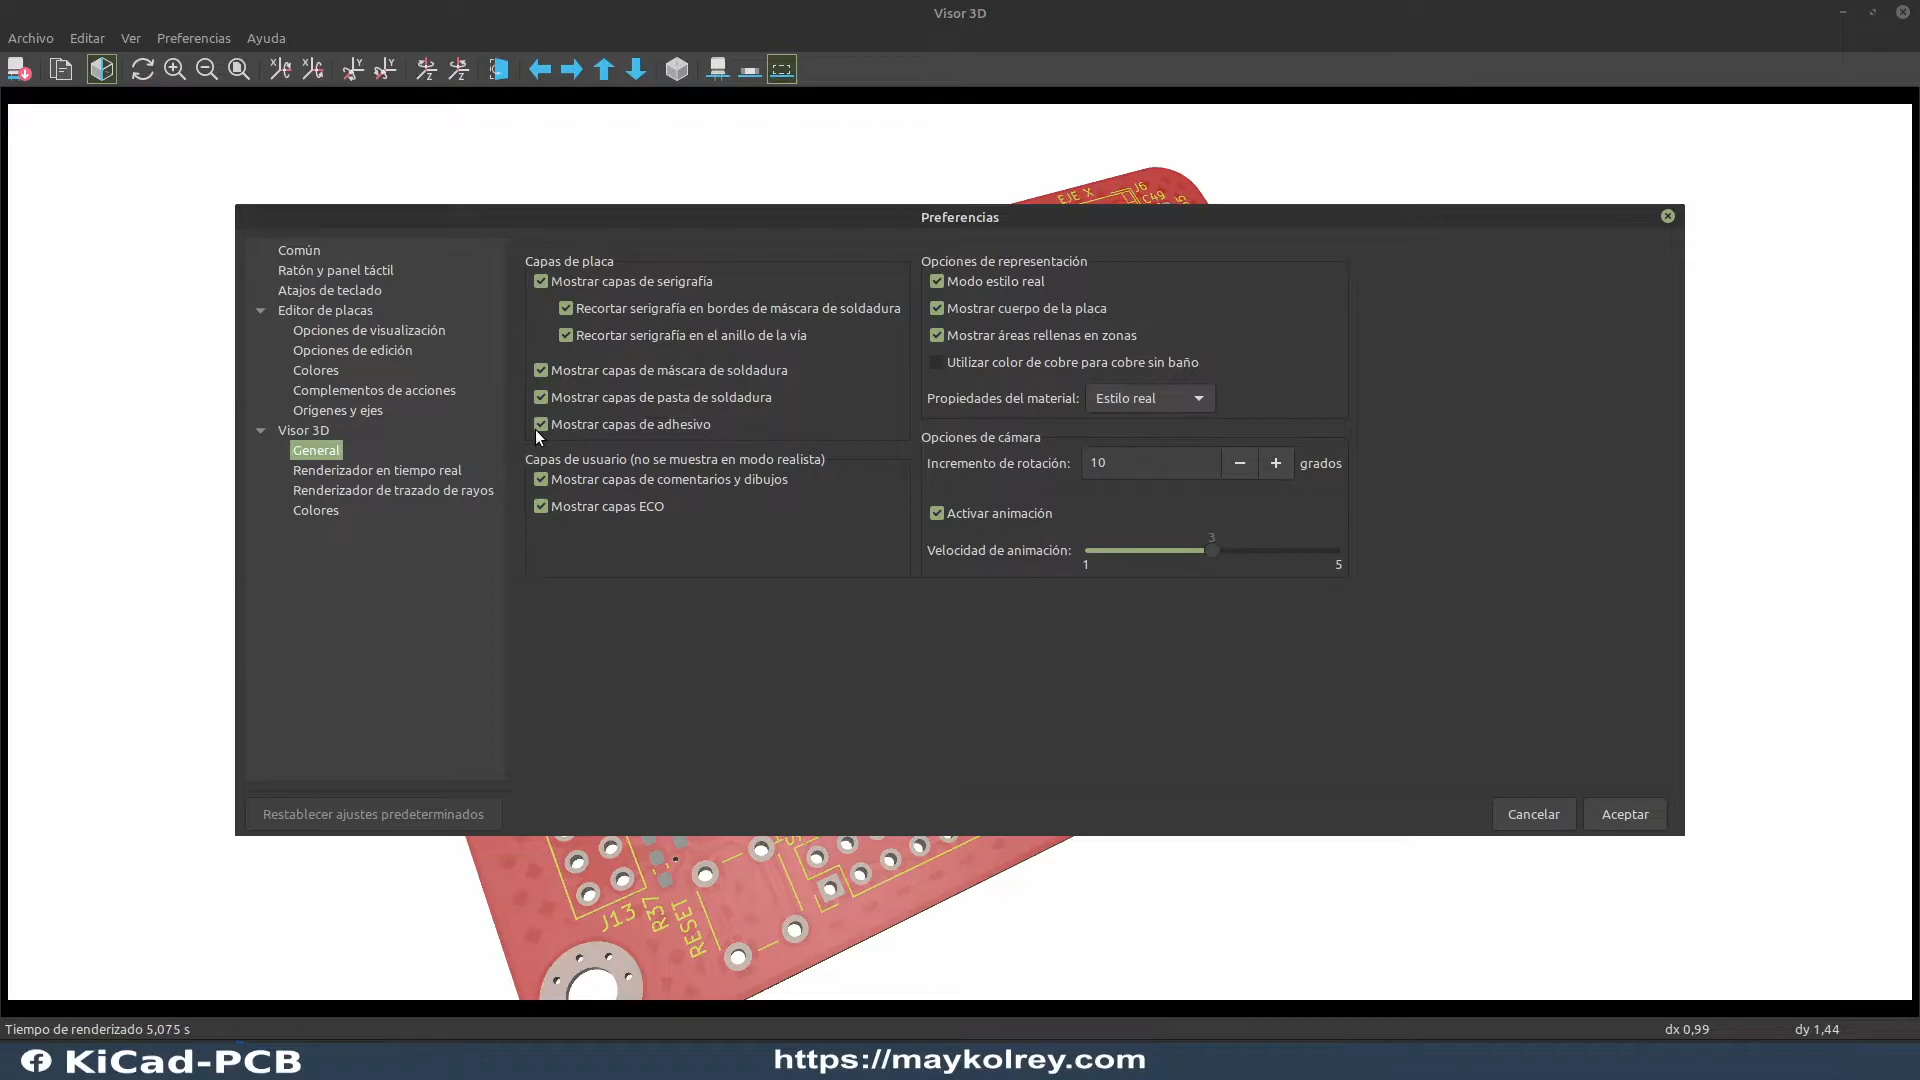 Visor 3D
Archivo Editar Ver Preferencias Ayuda
EJE X
J6
C49
Preferencias
Común
Ratón y panel táctil
Atajos de teclado
Editor de placas
Opciones de visualización
Opciones de edición
Colores
Complementos de acciones
Orígenes y ejes
Visor 3D
General
Renderizador en tiempo real
Renderizador de trazado de rayos
Colores
Capas de placa
Mostrar capas de serigrafía
Recortar serigrafía en bordes de máscara de soldadura
Recortar serigrafía en el anillo de la vía
Mostrar capas de máscara de soldadura
Mostrar capas de pasta de soldadura
Mostrar capas de adhesivo
Capas de usuario (no se muestra en modo realista)
Mostrar capas de comentarios y dibujos
Mostrar capas ECO
Opciones de representación
Modo estilo real
Mostrar cuerpo de la placa
Mostrar áreas rellenas en zonas
Utilizar color de cobre para cobre sin baño
Propiedades del material: Estilo real
Opciones de cámara
Incremento de rotación: 10 − + grados
Activar animación
3
Velocidad de animación:
1 5
Restablecer ajustes predeterminados
Cancelar Aceptar
J13
R37
RESET
Tiempo de renderizado 5,075 s dx 0,99 dy 1,44
KiCad-PCB https://maykolrey.com